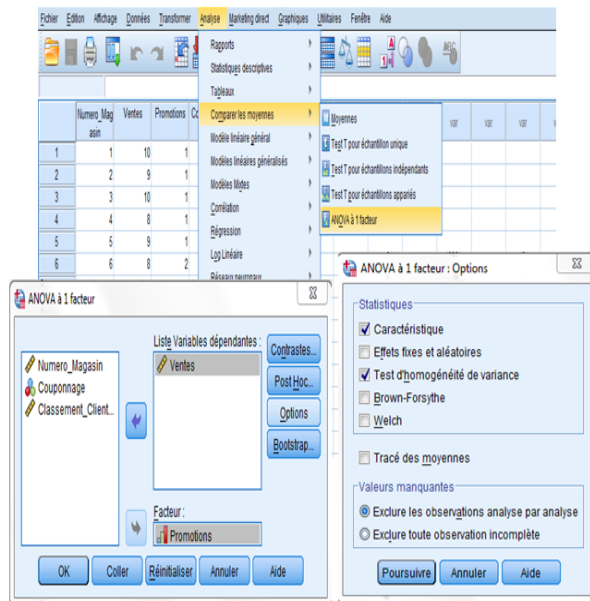 Fichier Edition Affichage Données Transformer Analyse Marketing direct Graphiques Utilitaires Fenêtre Aide
Rapports
Statistiques descriptives
Tableaux
Comparer les moyennes
Modèle linéaire général
Modèles linéaires généralisés
Modèles Mixtes
Corrélation
Régression
Log Linéaire
Réseaux neuronaux
Moyennes
Test T pour échantillon unique
Test T pour échantillons indépendants
Test T pour échantillons appariés
ANOVA à 1 facteur
Numero_Mag
asin
Ventes Promotions Co var var var
1 1 10 1
2 2 9 1
3 3 10 1
4 4 8 1
5 5 9 1
6 6 8 2
ANOVA à 1 facteur
Numero_Magasin
Couponnage
Classement_Client...
Liste Variables dépendantes :
Ventes
Facteur :
Promotions
Contrastes...
Post Hoc...
Options
Bootstrap...
OK Coller Réinitialiser Annuler Aide
ANOVA à 1 facteur : Options
Statistiques
Caractéristique
Effets fixes et aléatoires
Test d'homogénéité de variance
Brown-Forsythe
Welch
Tracé des moyennes
Valeurs manquantes
Exclure les observations analyse par analyse
Exclure toute observation incomplète
Poursuivre Annuler Aide